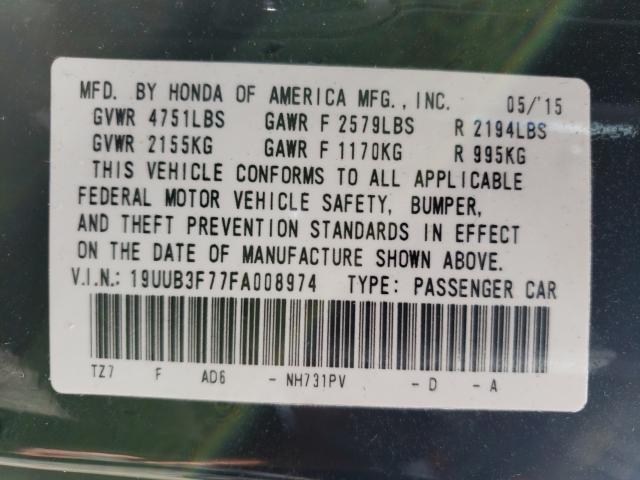 MFD. BY HONDA OF AMERICA MFG., INC. 05/'15
GVWR 4751LBS GAWR F 2579LBS R 2194LBS
GVWR 2155KG GAWR F 1170KG R 995KG
THIS VEHICLE CONFORMS TO ALL APPLICABLE
FEDERAL MOTOR VEHICLE SAFETY, BUMPER,
AND THEFT PREVENTION STANDARDS IN EFFECT
ON THE DATE OF MANUFACTURE SHOWN ABOVE.
V.I.N.: 19UUB3F77FA008974 TYPE: PASSENGER CAR
TZ7 F AD6 - NH731PV - D - A